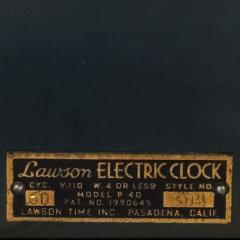 Lawson ELECTRIC CLOCK
CYC. V.110 W. 4 OR LESS STYLE NO.
60 MODEL P 40
PAT. NO. 1990645
LAWSON TIME INC. PASADENA, CALIF.